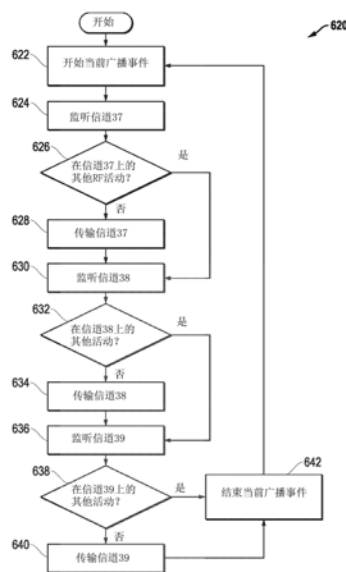 开始
620
622
开始当前广播事件
624
监听信道37
626
在信道37上的
其他RF活动？
是
否
628
传输信道37
630
监听信道38
632
在信道38上的
其他活动？
是
否
634
传输信道38
636
监听信道39
638
在信道39上的
其他活动？
是
642
结束当前广播事件
否
640
传输信道39